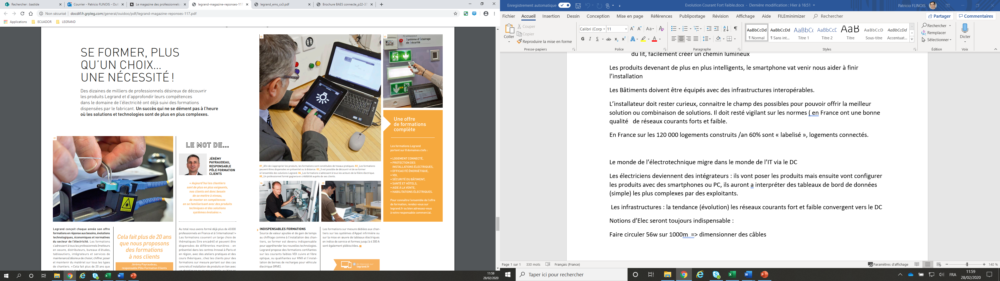 Rechercher : bastide
Courrier - Patricio FLINOIS - Out
Le magazine des professionnels
legrand-magazine-reponses-117
legrand_ems_cx3.pdf
Brochure BAES connecte_p22-37
Non sécurisé
docdif.fr.grpleg.com/general/ouidoo/pdf/legrand-magazine-reponses-117.pdf
Applications
ECUADOR
LEGRAND
SE FORMER, PLUS
QU'UN CHOIX...
UNE NÉCESSITÉ !
Des dizaines de milliers de professionnels désireux de découvrir
les produits Legrand et d'approfondir leurs compétences
dans le domaine de l'électricité ont déjà suivi des formations
dispensées par le fabricant. Un succès qui ne se dément pas à l'heure
où les solutions et technologies sont de plus en plus complexes.
01
LE MOT DE...
JÉRÉMY
PAYRAUDEAU,
RESPONSABLE
PÔLE FORMATION
CLIENTS
« Aujourd'hui les chantiers
sont de plus en plus exigeants,
nos clients ont donc besoin
de se mettre à niveau,
de monter en compétences
en se familiarisant avec des produits
techniques et des solutions
systèmes évoluées ».
Legrand conçoit chaque année son offre
formations en réponse aux besoins, évolutions
technologiques, économiques et normatives
du secteur de l'électricité. Les formations
s'adressent à tous les professionnels (metteurs
en oeuvre, distributeurs, bureaux d'études,
tableautiers, intégrateurs et services de
maintenance) désireux de choisir, chiffrer, poser
et maintenir du matériel sur tous les types
de chantiers. « Cela fait plus de 20 ans que
Cela fait plus de 20 ans
que nous proposons
des formations
à nos clients
Jérémy Payraudeau,
responsable Pôle Formation Clients
Au total nous avons formé déjà plus de 45 000
professionnels en France et à l'international ! »
Les formations couvrent un large choix de
thématiques (lire encadré) et peuvent être
dispensées de différentes manières : en
présentiel dans les centres Innoval à Paris et
en région, avec des ateliers pratiques et des
cours théoriques ; chez les clients pour des
formations sur mesure portant sur des cas
concrets d'installation de produits en lien avec
02
03
Kit pédagogique
Système d'Éclairage
de Sécurité
01_Afin de s'approprier les produits, les formations sont constituées de travaux pratiques. 02_Les formations
peuvent être dispensées en présentiel ou à distance. 03_Il est possible de découvrir et de se former
à l'ensemble des solutions Legrand. 04_Les formations s'adressent à tous les acteurs de la filière électrique.
05_Un professionnel formé gagnera en crédibilité auprès de ses clients.
04
05
INDISPENSABLES FORMATIONS
Source de valeur ajoutée et de gain de temps
au chiffrage comme à l'installation des chan-
tiers, se former est devenu indispensable
pour appréhender les nouvelles technologies.
Legrand propose des formations certifiantes
sur les courants faibles VDI cuivre et fibre
optique, ou qualifiantes sur KNX et l'instal-
lation de bornes de recharges pour véhicule
électrique (IRVE).
Les formations sur mesure dédiées aux chan-
tiers sur les systèmes d'Appel infirmière ou
sur la mise en œuvre de tableaux électriques
en indice de service et formes jusqu'à 6 300 A
sont également plébiscitées.
+ de réponses sur
legrand.fr
Une offre
de formations
complète
Les formations Legrand
portent sur 8 domaines clefs :
• LOGEMENT CONNECTÉ,
• PROTECTION DES
INSTALLATIONS ÉLECTRIQUES,
• EFFICACITÉ ÉNERGÉTIQUE,
• VDI,
• SÉCURITÉ DU BÂTIMENT,
• SANTÉ ET HÔTELS,
• AIDE À LA VENTE,
• HABILITATIONS ÉLECTRIQUES.
Pour connaître l'ensemble de l'offre
de formation, rendez-vous sur
legrand.fr ou bien adressez-vous
à votre responsable commercial.
11:59
28/02/2020
Enregistrement automatique
Evolution Courant Fort Faible.docx - Dernière modification : Hier à 16:51
Patricio FLINOIS
Fichier Accueil Insertion Dessin Conception Mise en page Références Publipostage Révision Affichage Aide FILEminimizer Rechercher
Partager
Commentaires
Coller
Couper
Copier
Reproduire la mise en forme
Presse-papiers
Calibri (Corp
11
G I S ab x₂ x² A A
Police
Paragraphe
AaBbCcDd AaBbCcDd AaBbC( AaBbCcE AaB AaBbCcD AaBbCcDd
¶ Normal ¶ Sans int... Titre 1 Titre 2 Titre Sous-titre Accentuat...
Styles
Rechercher
Remplacer
Sélectionner
Édition
Dicter
Voix
du lit, facilement créer un chemin lumineux
Les produits devenant de plus en plus intelligents, le smartphone vat venir nous aider à finir
l'installation
Les Bâtiments doivent être équipés avec des infrastructures interopérables.
L'installateur doit rester curieux, connaitre le champ des possibles pour pouvoir offrir la meilleur
solution ou combinaison de solutions. Il doit resté vigilant sur les normes ( en France ont une bonne
qualité de réseaux courants forts et faible.
En France sur les 120 000 logements construits /an 60% sont « labelisé », logements connectés.
Le monde de l'électrotechnique migre dans le monde de l'IT via le DC
Les électriciens deviennent des intégrateurs : ils vont poser les produits mais ensuite vont configurer
les produits avec des smartphones ou PC, ils auront a interpréter des tableaux de bord de données
(simple) les plus complexes par des exploitants.
Les infrastructures : la tendance (évolution) les réseaux courants fort et faible convergent vers le DC
Notions d'Elec seront toujours indispensable :
Faire circuler 56w sur 1000m => dimensionner des câbles
Page 1 sur 1
330 mots
Français (France)
Paramètres d'affichage
140 %
Taper ici pour rechercher
FRA
11:59
28/02/2020